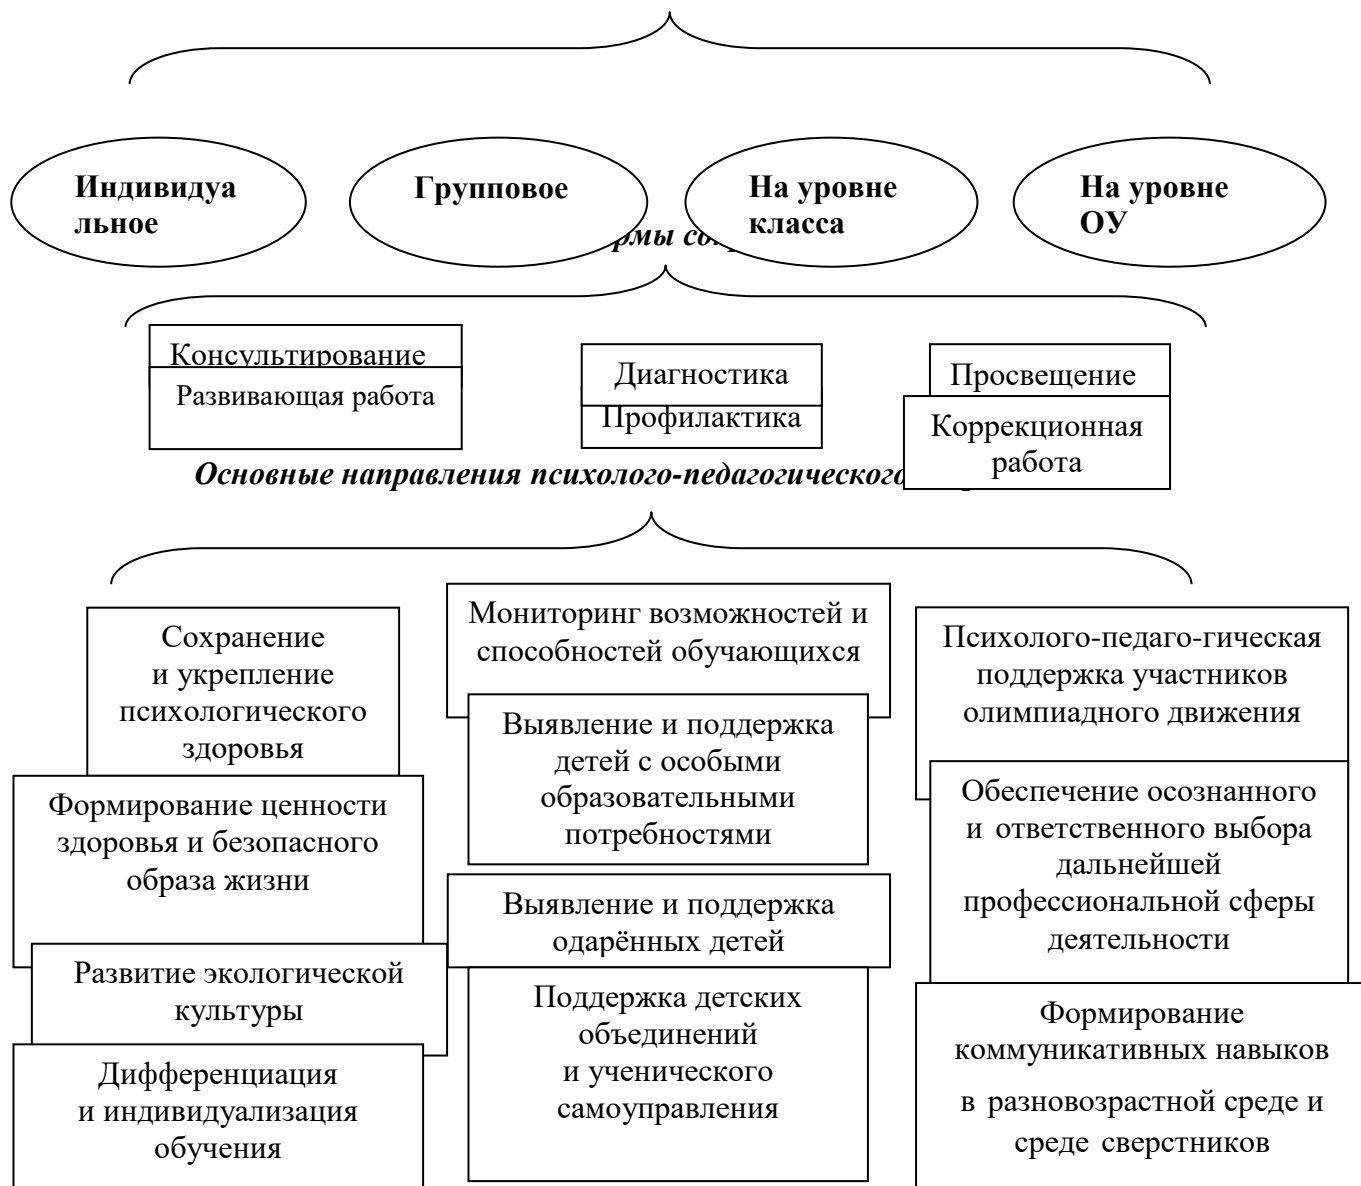 Индивидуа
льное
Групповое
На уровне
класса
На уровне
ОУ
Консультирование
Развивающая работа
Диагностика
Профилактика
Просвещение
Коррекционная
работа
Основные направления психолого-педагогического
Сохранение
и укрепление
психологического
здоровья
Формирование ценности
здоровья и безопасного
образа жизни
Развитие экологической
культуры
Дифференциация
и индивидуализация
обучения
Мониторинг возможностей и
способностей обучающихся
Выявление и поддержка
детей с особыми
образовательными
потребностями
Выявление и поддержка
одарённых детей
Поддержка детских
объединений
и ученического
самоуправления
Психолого-педаго-гическая
поддержка участников
олимпиадного движения
Обеспечение осознанного
и ответственного выбора
дальнейшей
профессиональной сферы
деятельности
Формирование
коммуникативных навыков
в разновозрастной среде и
среде сверстников